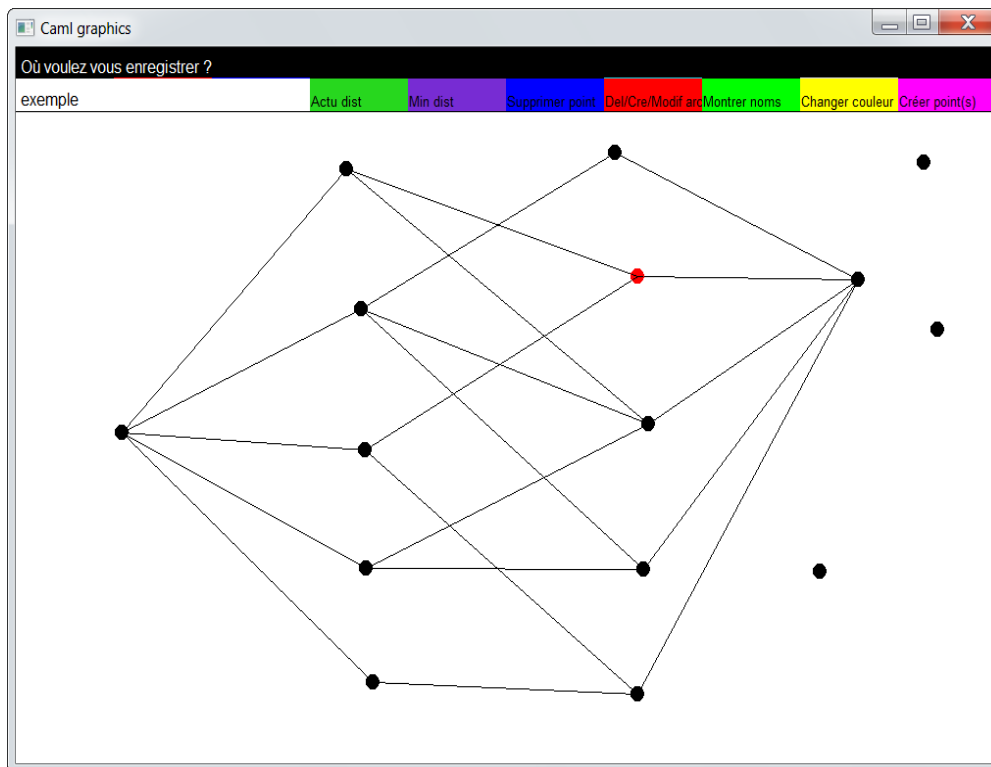 Caml graphics
Où voulez vous enregistrer ?
exemple
Actu dist
Min dist
Supprimer point
Del/Cre/Modif arc
Montrer noms
Changer couleur
Créer point(s)